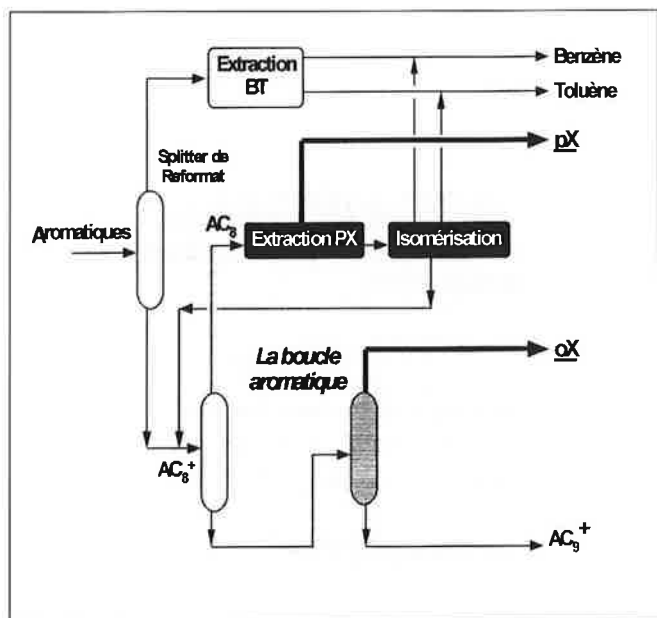 Extraction
BT
Benzène
Toluène
Splitter de
Reformat
pX
Aromatiques
AC8
Extraction PX
Isomérisation
La boucle
aromatique
oX
AC8+
AC9+